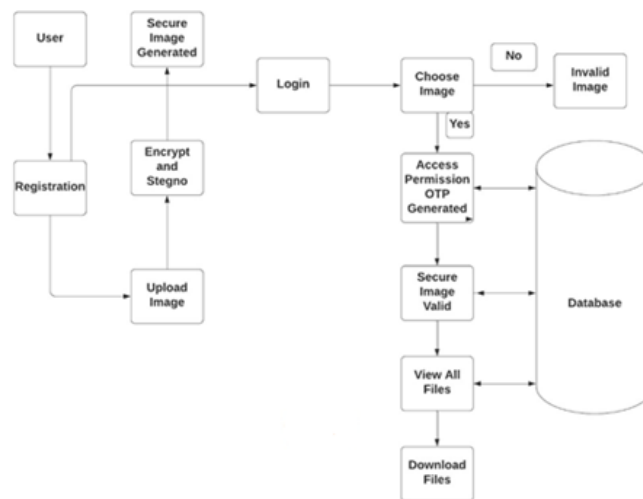 User
Secure
Image
Generated
No
Login
Choose
Image
Invalid
Image
Yes
Encrypt
and
Stegno
Access
Permission
OTP
Generated
Registration
Upload
Image
Secure
Image
Valid
Database
View All
Files
Download
Files